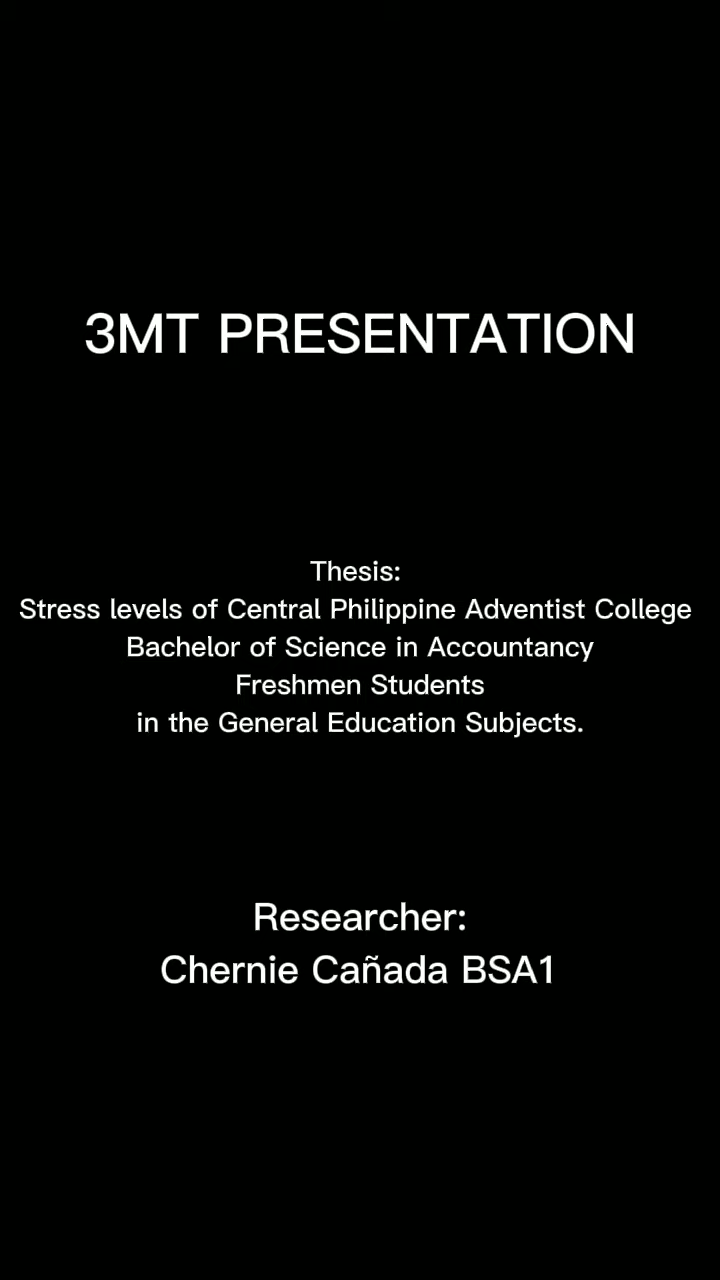 3MT PRESENTATION
Thesis:
Stress levels of Central Philippine Adventist College
Bachelor of Science in Accountancy
Freshmen Students
in the General Education Subjects.
Researcher:
Chernie Cañada BSA1